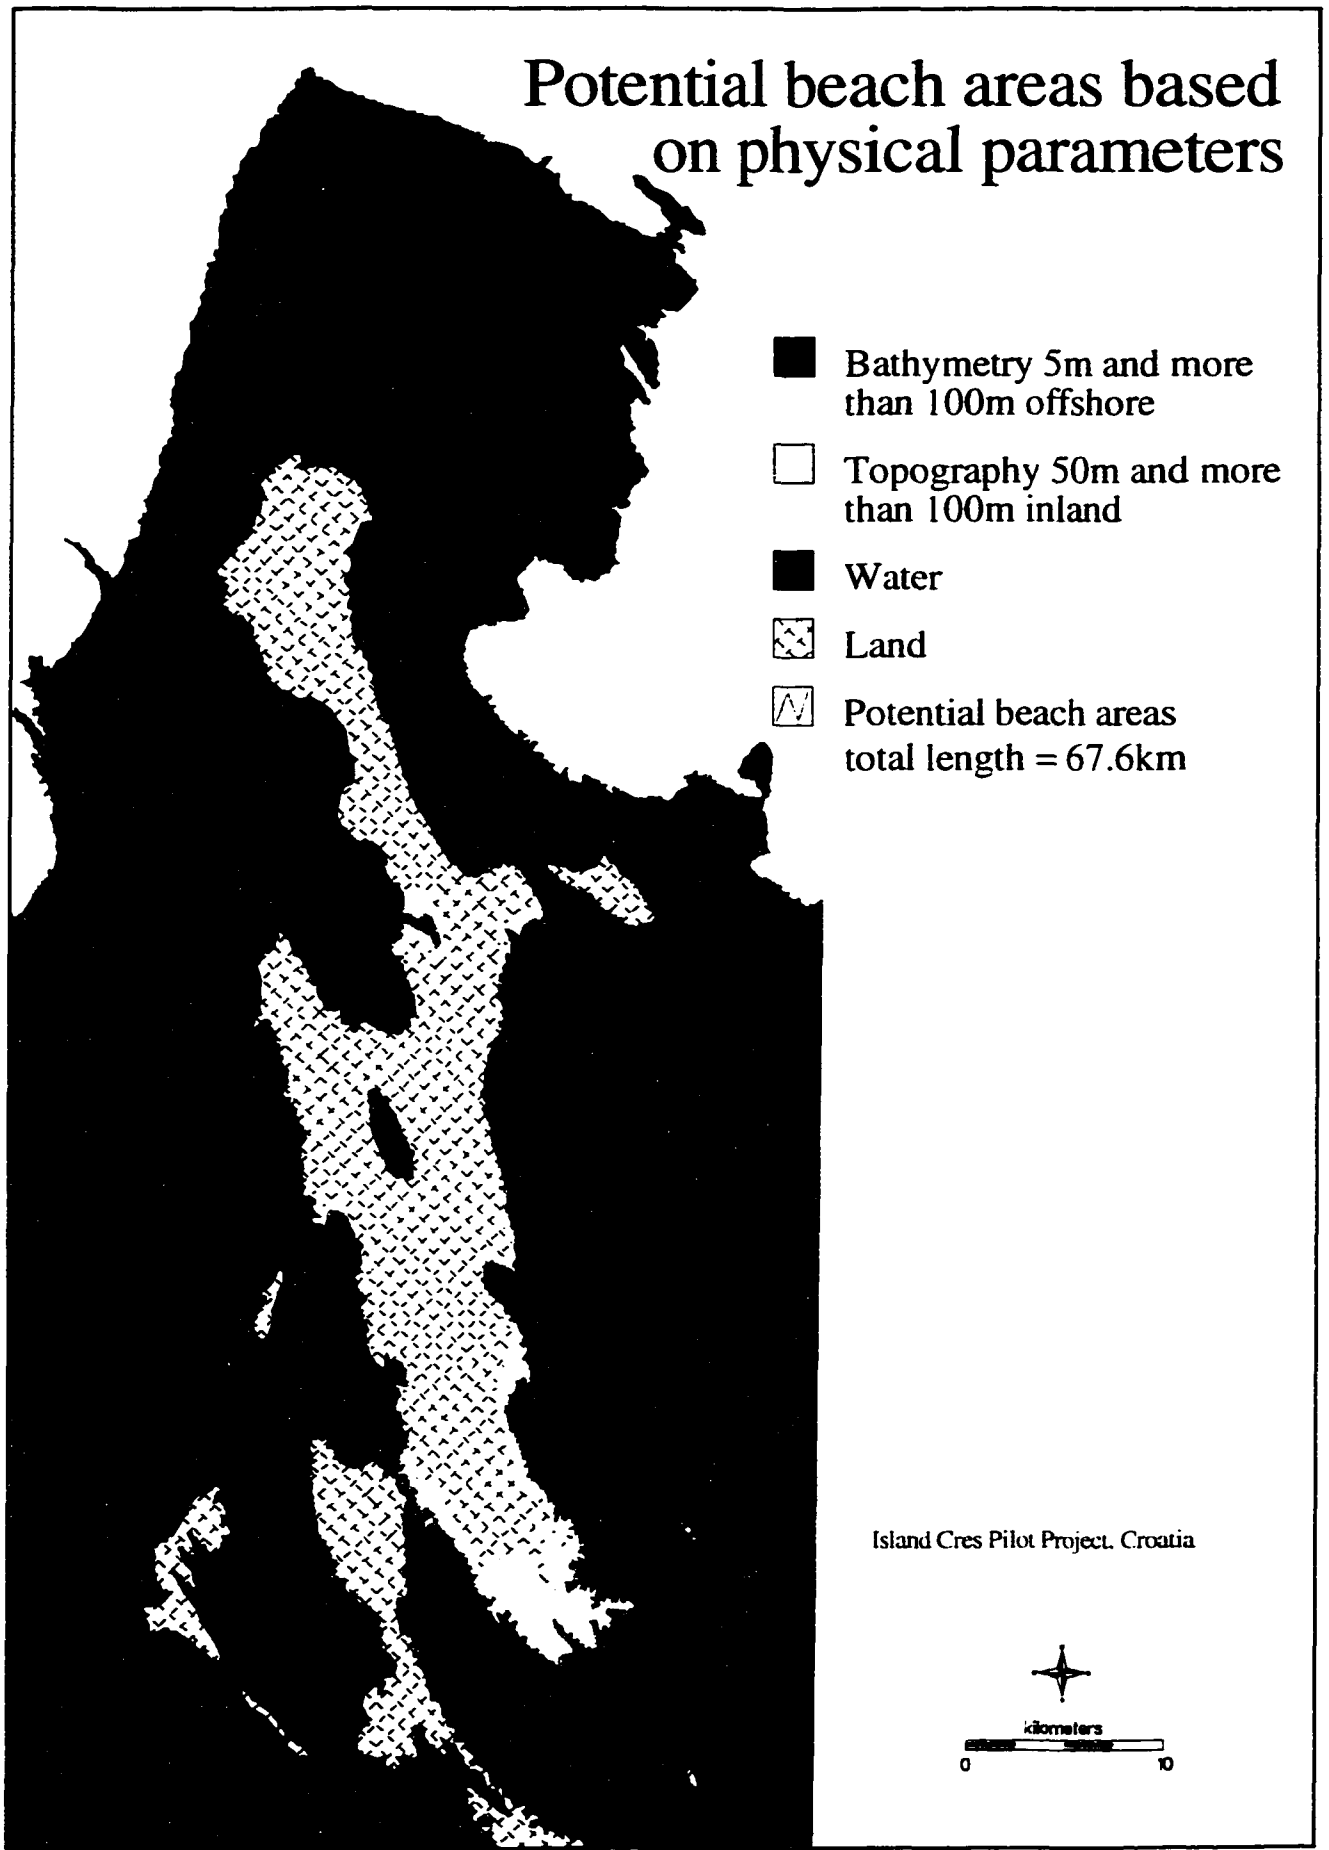 Potential beach areas based
on physical parameters
Bathymetry 5m and more
than 100m offshore
Topography 50m and more
than 100m inland
Water
Land
Potential beach areas
total length = 67.6km
Island Cres Pilot Project. Croatia
kilometers
0 10